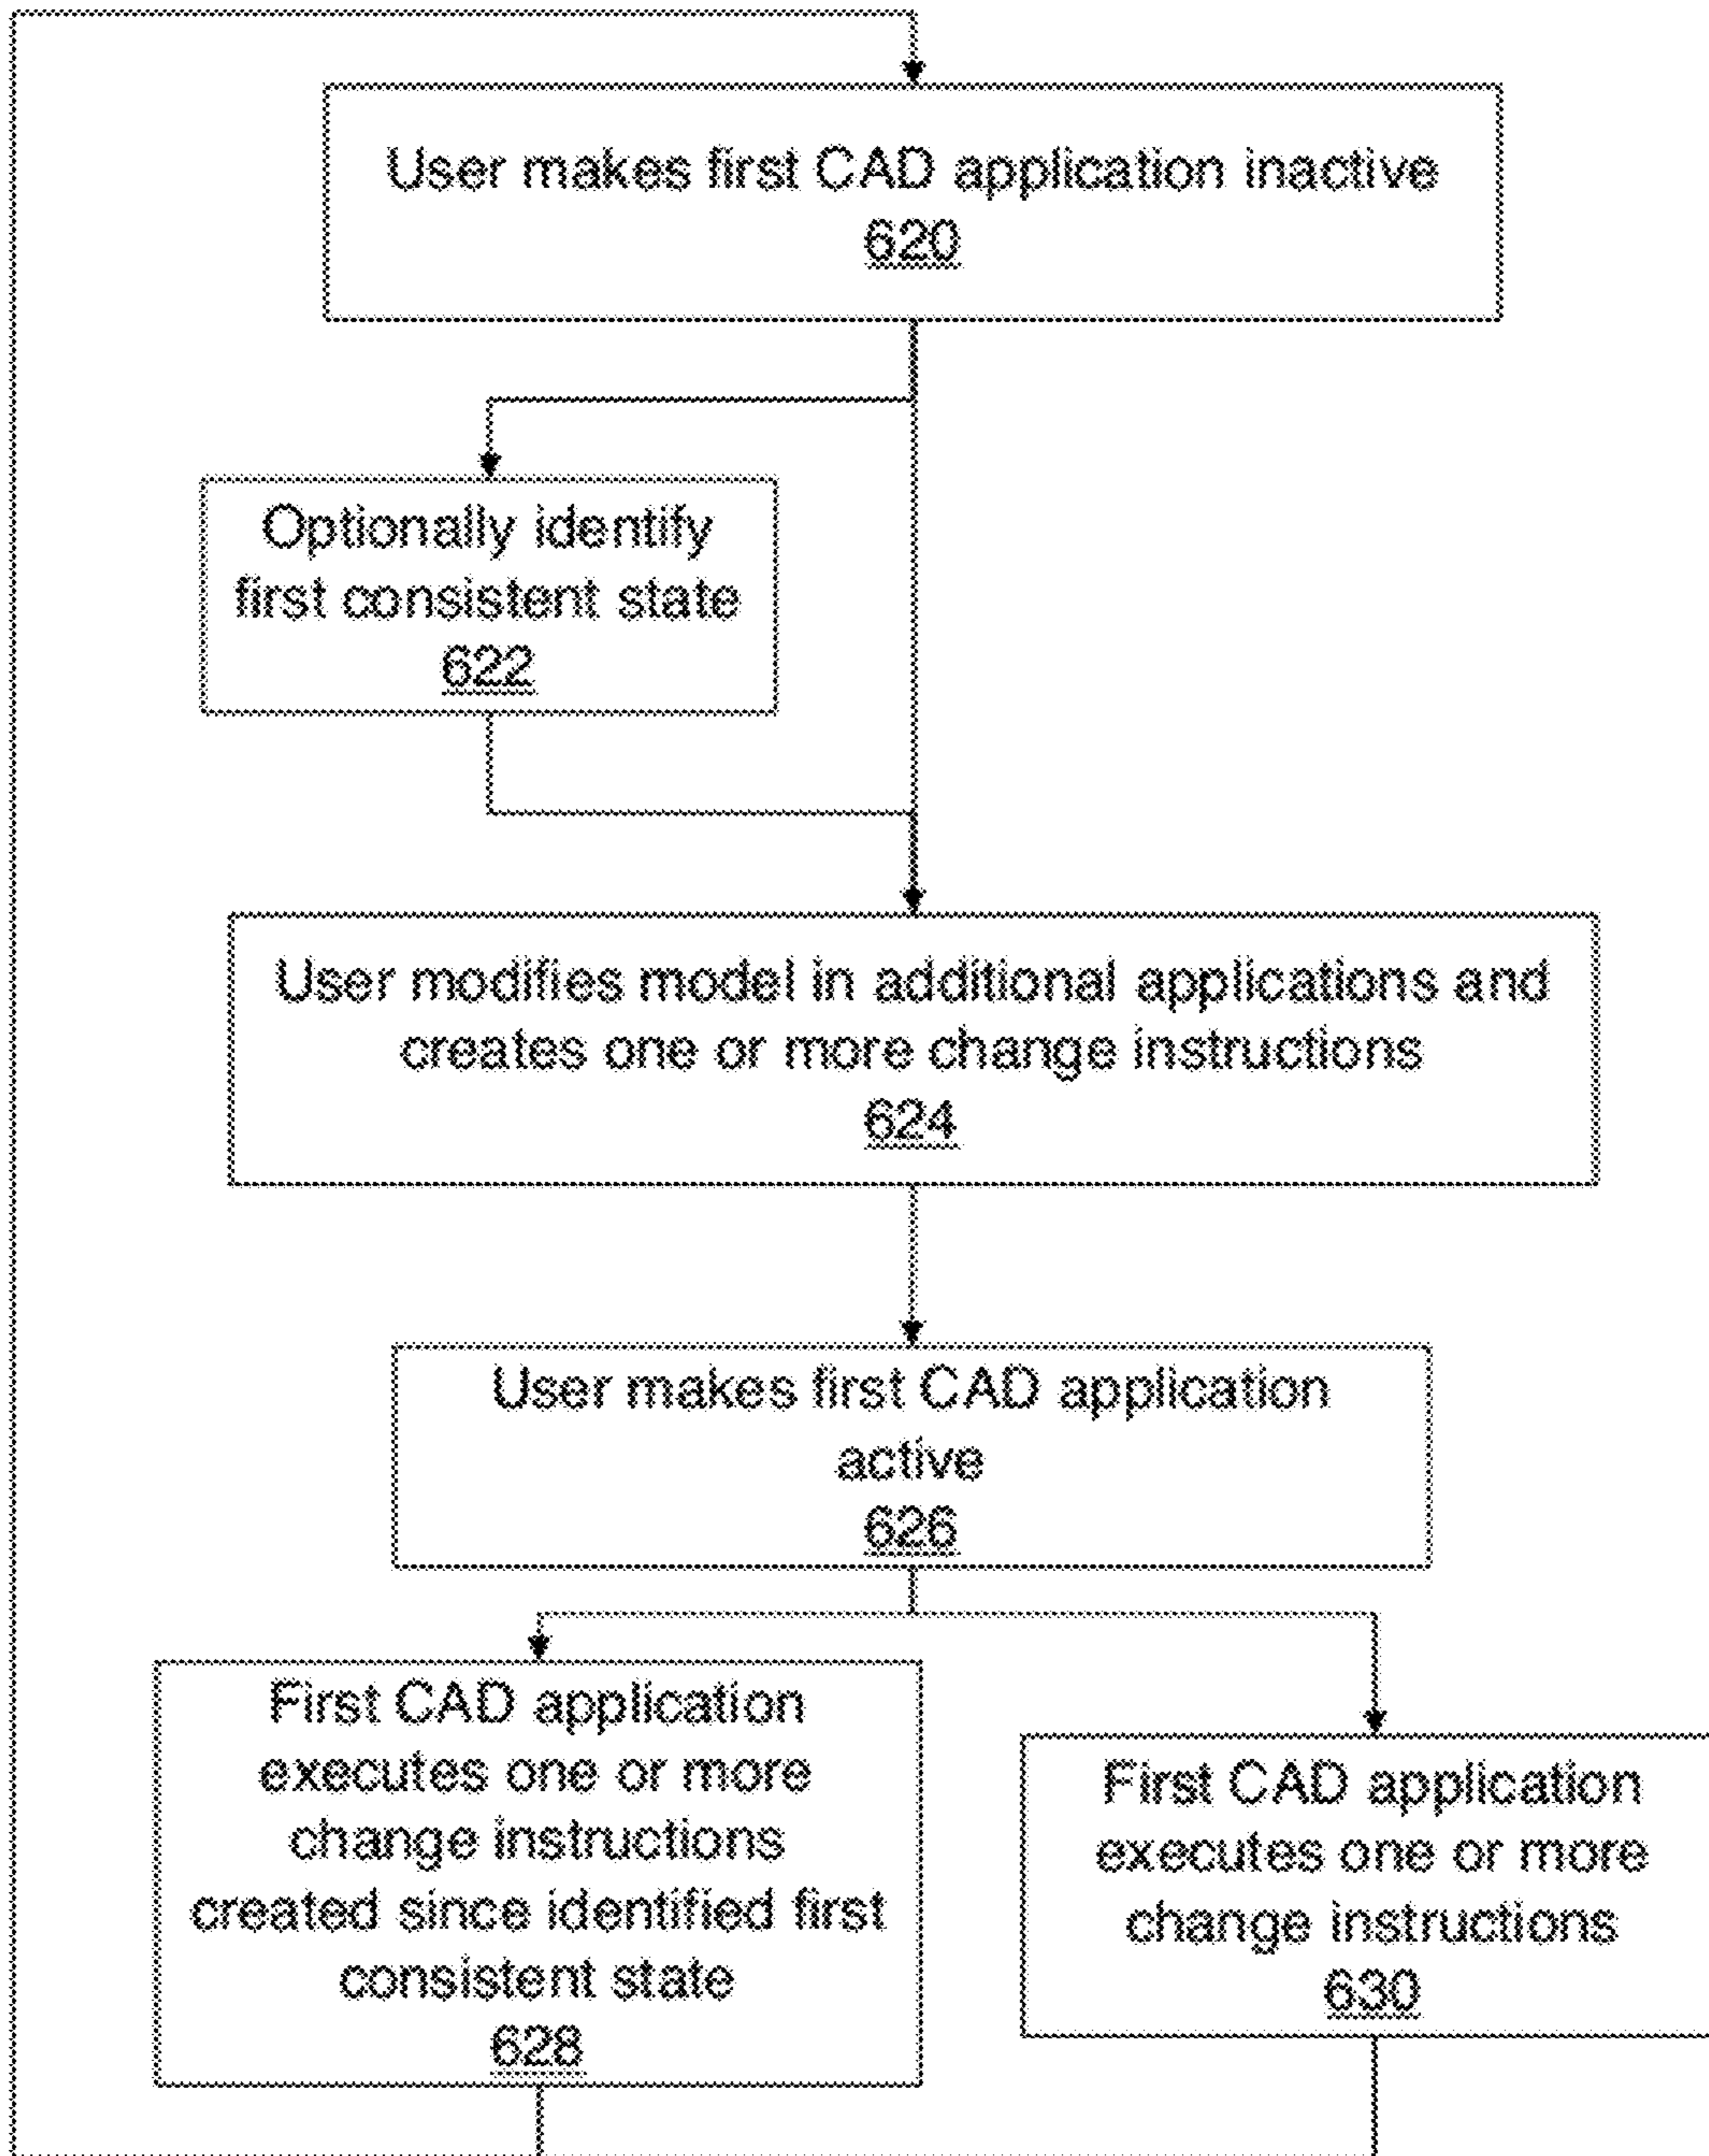 User makes first CAD application inactive
620
Optionally identify
first consistent state
622
User modifies model in additional applications and
creates one or more change instructions
624
User makes first CAD application
active
626
First CAD application
executes one or more
change instructions
created since identified first
consistent state
628
First CAD application
executes one or more
change instructions
630